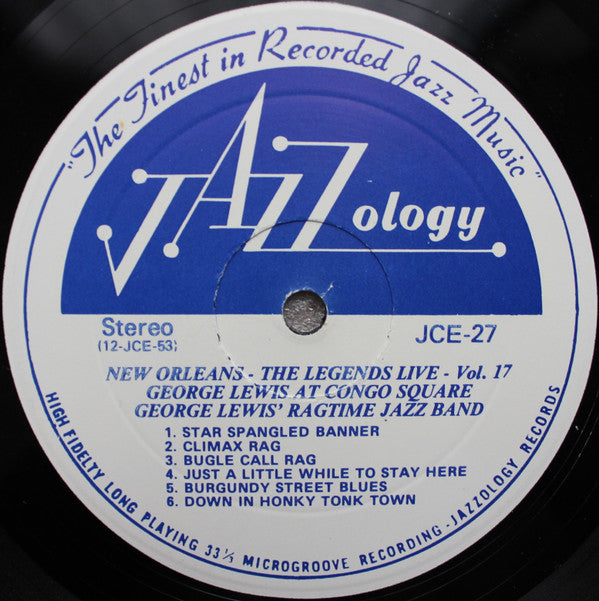 "The Finest in Recorded Jazz Music"
JAZZology
Stereo
(12-JCE-53)
JCE-27
NEW ORLEANS - THE LEGENDS LIVE - Vol. 17
GEORGE LEWIS AT CONGO SQUARE
GEORGE LEWIS' RAGTIME JAZZ BAND
1. STAR SPANGLED BANNER
2. CLIMAX RAG
3. BUGLE CALL RAG
4. JUST A LITTLE WHILE TO STAY HERE
5. BURGUNDY STREET BLUES
6. DOWN IN HONKY TONK TOWN
HIGH FIDELTY LONG PLAYING 33⅓ MICROGROOVE RECORDING - JAZZOLOGY RECORDS